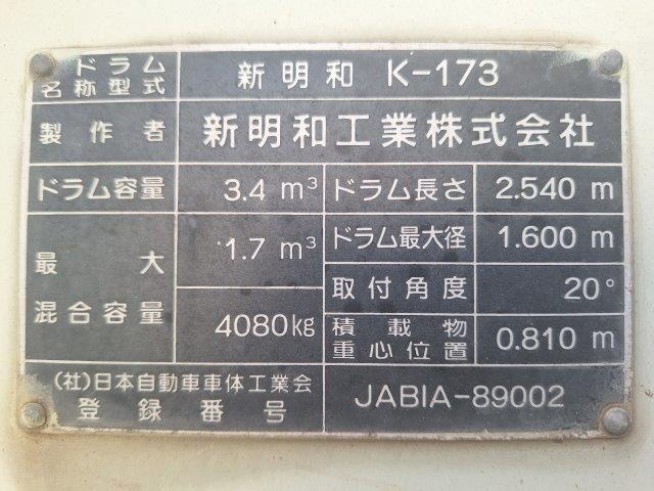 ドラム
名称型式
新明和 K-173
製作者
新明和工業株式会社
ドラム容量
3.4 m³
ドラム長さ
2.540 m
最大
混合容量
1.7 m³
4080kg
ドラム最大径
1.600 m
取付角度
20°
積載物
重心位置
0.810 m
(社)日本自動車車体工業会
登録番号
JABIA-89002